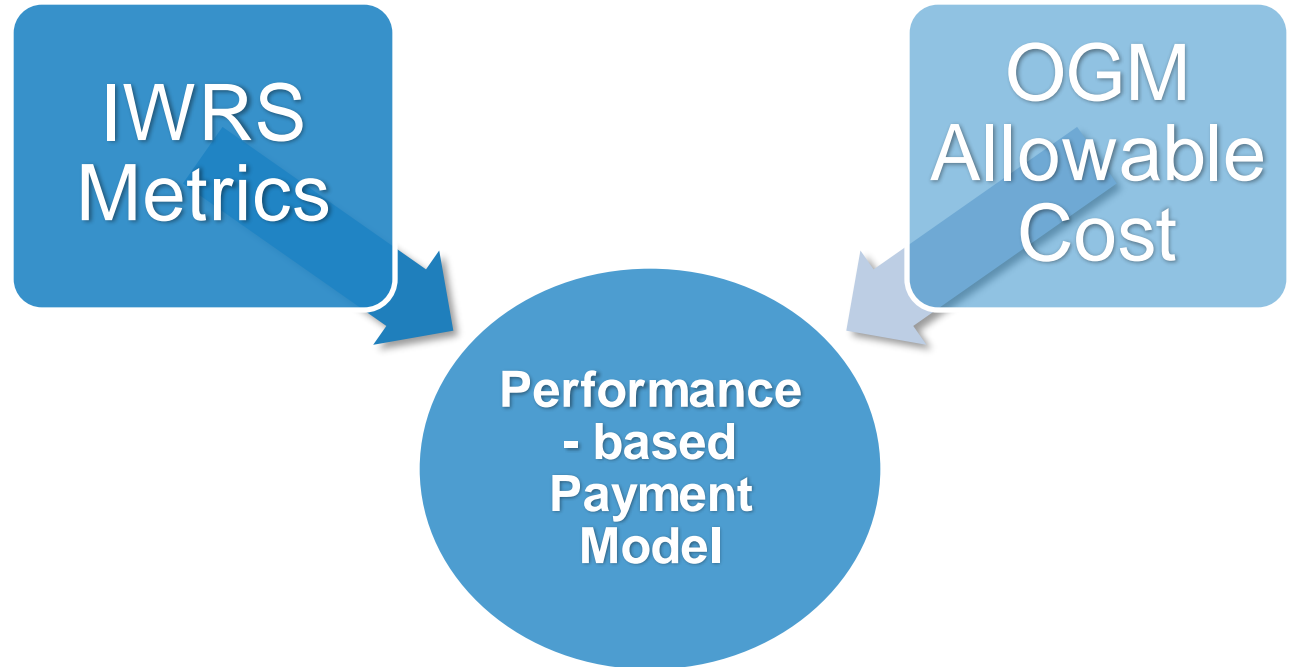 IWRS
Metrics
OGM
Allowable
Cost
Performance
- based
Payment
Model